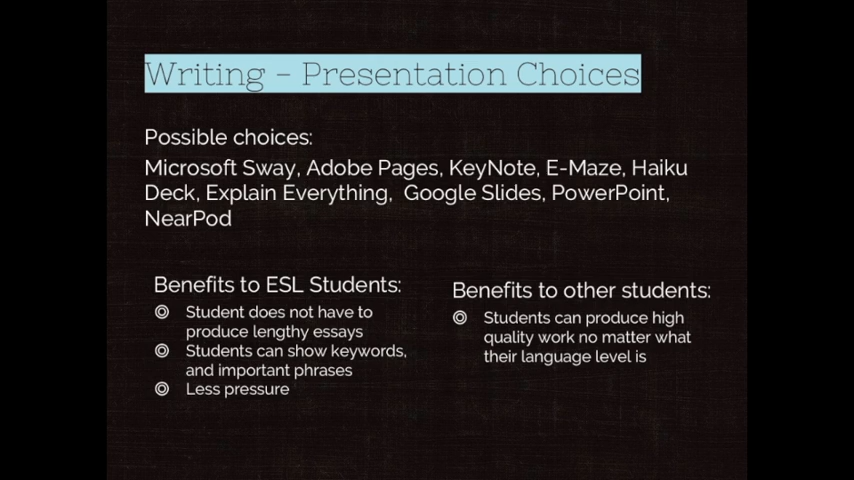 Writing - Presentation Choices
Possible choices:
Microsoft Sway, Adobe Pages, KeyNote, E-Maze, Haiku
Deck, Explain Everything, Google Slides, PowerPoint,
NearPod
Benefits to ESL Students:
Student does not have to
produce lengthy essays
Students can show keywords,
and important phrases
Less pressure
Benefits to other students:
Students can produce high
quality work no matter what
their language level is